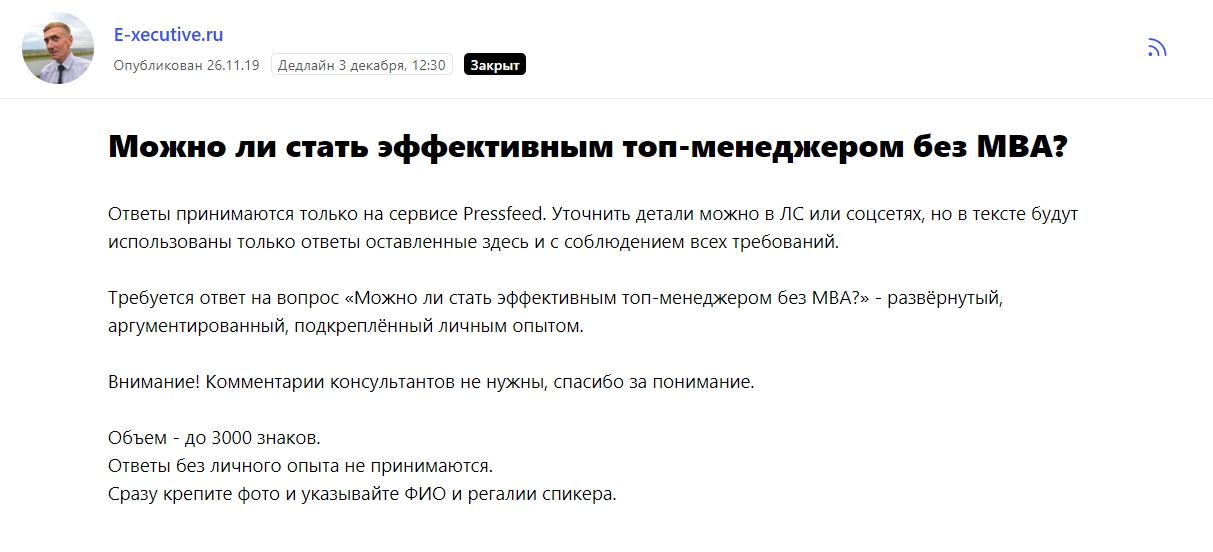 E-xecutive.ru
Опубликован 26.11.19 Дедлайн 3 декабря, 12:30 Закрыт
Можно ли стать эффективным топ-менеджером без MBA?
Ответы принимаются только на сервисе Pressfeed. Уточнить детали можно в ЛС или соцсетях, но в тексте будут
использованы только ответы оставленные здесь и с соблюдением всех требований.
Требуется ответ на вопрос «Можно ли стать эффективным топ-менеджером без MBA?» - развёрнутый,
аргументированный, подкреплённый личным опытом.
Внимание! Комментарии консультантов не нужны, спасибо за понимание.
Объем - до 3000 знаков.
Ответы без личного опыта не принимаются.
Сразу крепите фото и указывайте ФИО и регалии спикера.